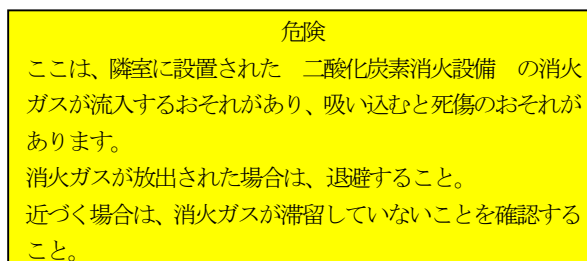 危険
ここは、隣室に設置された　二酸化炭素消火設備　の消火
ガスが流入するおそれがあり、吸い込むと死傷のおそれが
あります。
消火ガスが放出された場合は、退避すること。
近づく場合は、消火ガスが滞留していないことを確認する
こと。